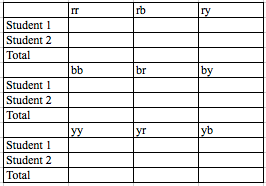 rr rb ry
Student 1
Student 2
Total
bb br by
Student 1
Student 2
Total
yy yr yb
Student 1
Student 2
Total